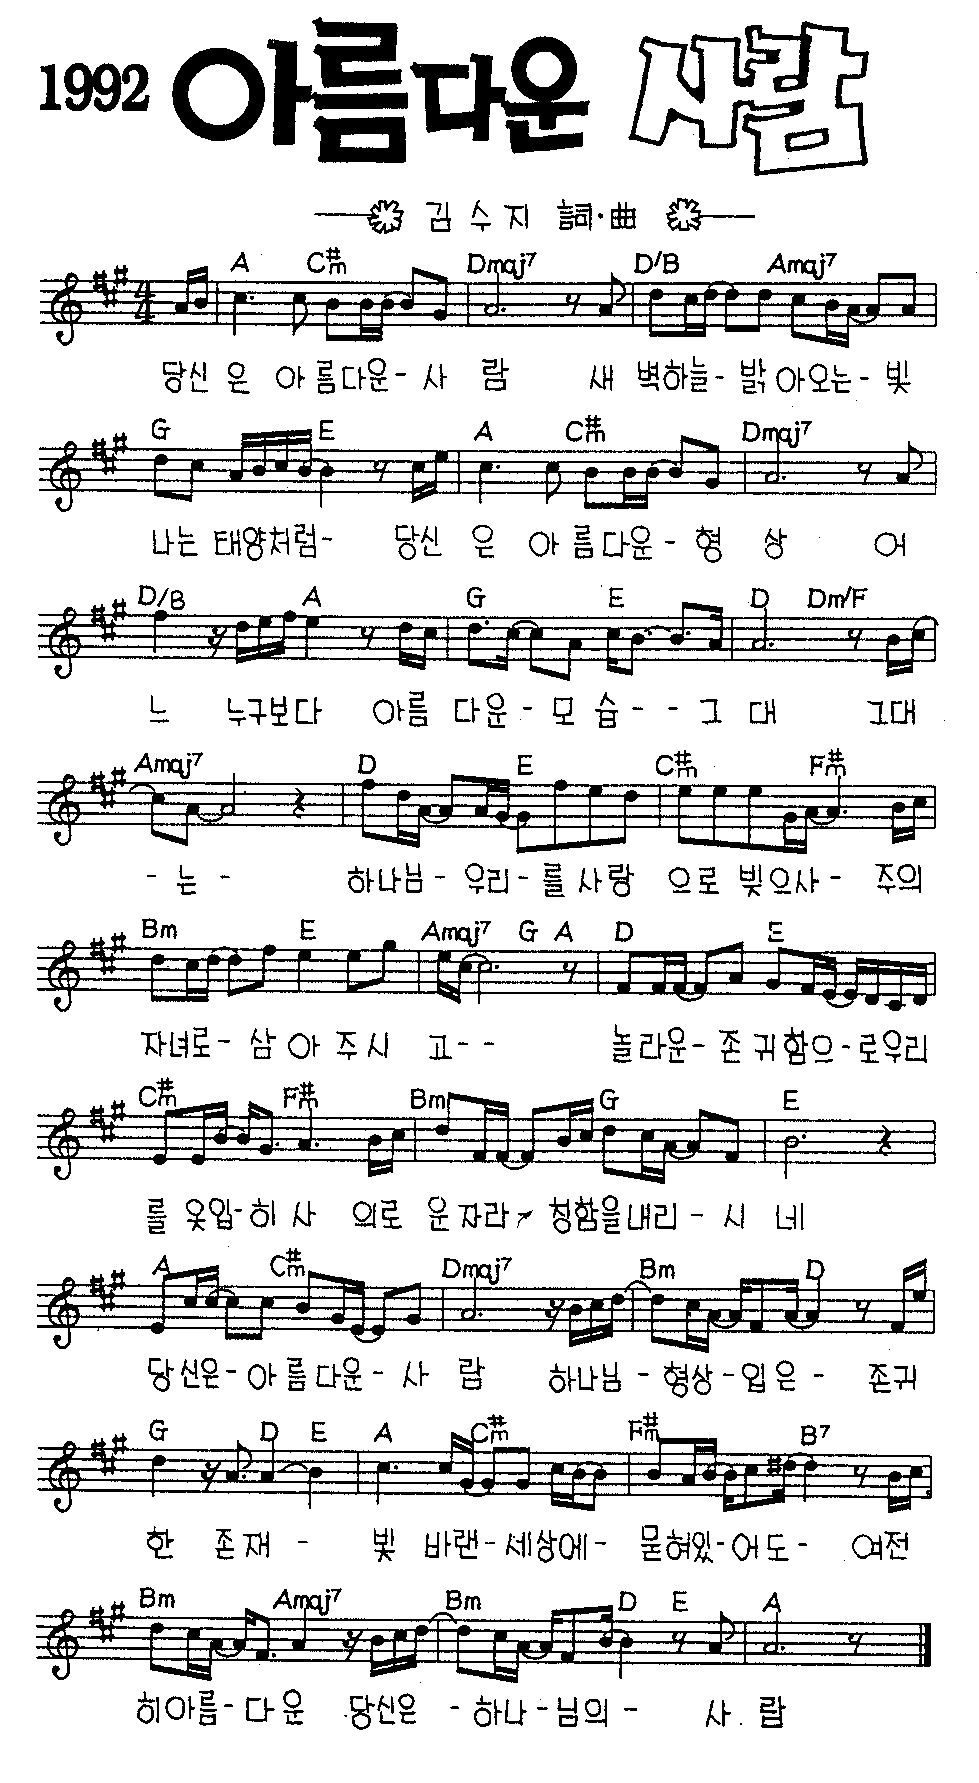 1992 아름다운 사람
김수지 詞·曲
A C#m Dmaj7 D/B Amaj7
당신 은 아 름다운- 사 람 새 벽하늘- 밝 아오는- 빛
G E A C#m Dmaj7
나는 태양처럼- 당신 은 아 름다운- 형 상 어
D/B A G E D Dm/F
느 누구보다 아름 다운- 모 습- - 그 대 그대
Amaj7 D E C#m F#m
- 는 - 하나님- 우리-를사랑 으로 빛으사- 주의
Bm E Amaj7 G A D E
자녀로- 삼 아 주 시 고- - 놀라운- 존 귀함으-로우리
C#m F#m Bm G E
를 옷입-히 사 의로 운자라 청함을내리- 시 네
A C#m Dmaj7 Bm D
당신은-아름다운- 사 람 하나님-형상-입은- 존귀
G D E A C#m F#m B7
한 존재 - 빛 바랜-세상에- 묻혀있-어도- 여전
Bm Amaj7 Bm D E A
히아름-다운 당신은 - 하나-님의 - 사 람